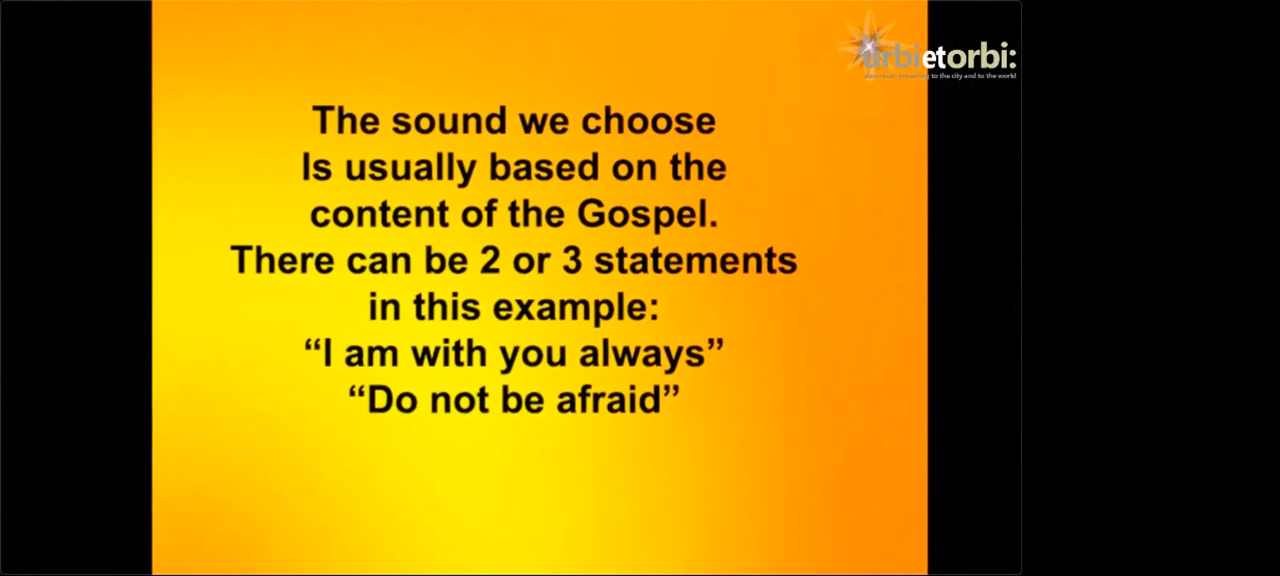 urbietorbi:
The sound we choose
Is usually based on the
content of the Gospel.
There can be 2 or 3 statements
in this example:
“I am with you always”
“Do not be afraid”